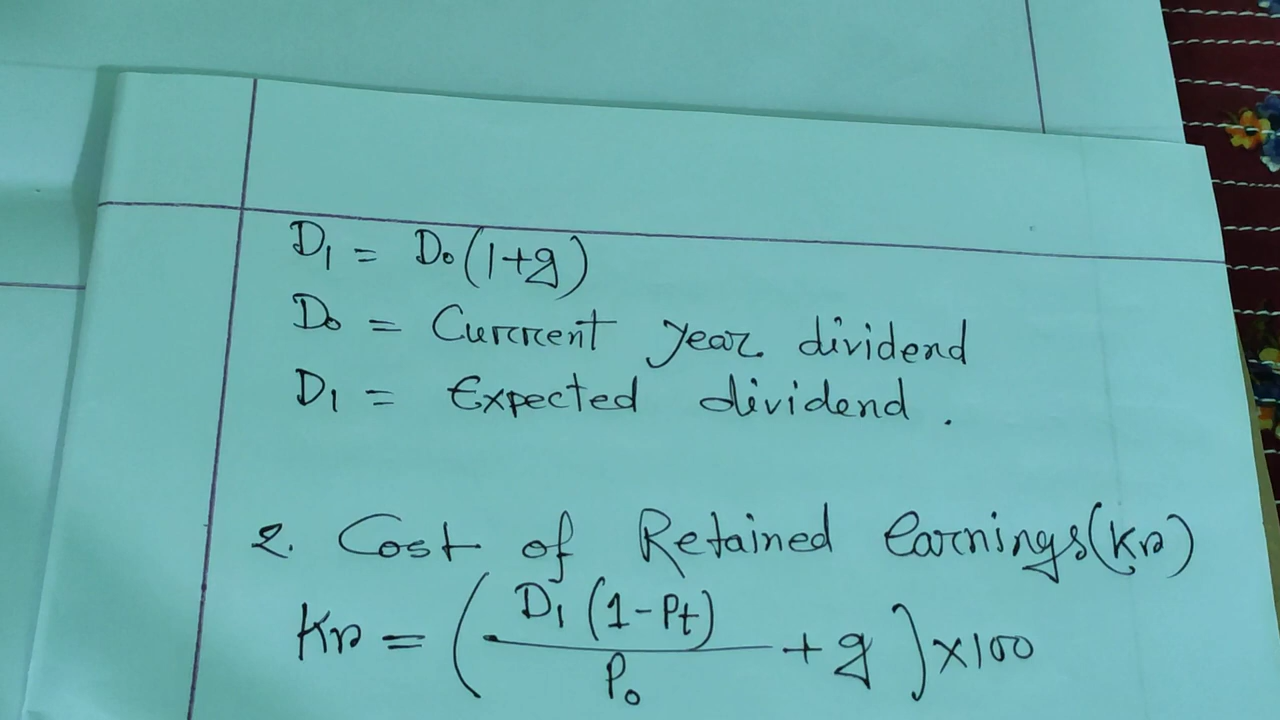 D₁ = D₀(1+g)
D₀ = Current year dividend
D₁ = Expected dividend.
2. Cost of Retained earnings (Kr)
Kr = (D₁ (1-Pt) / P₀ + g) × 100